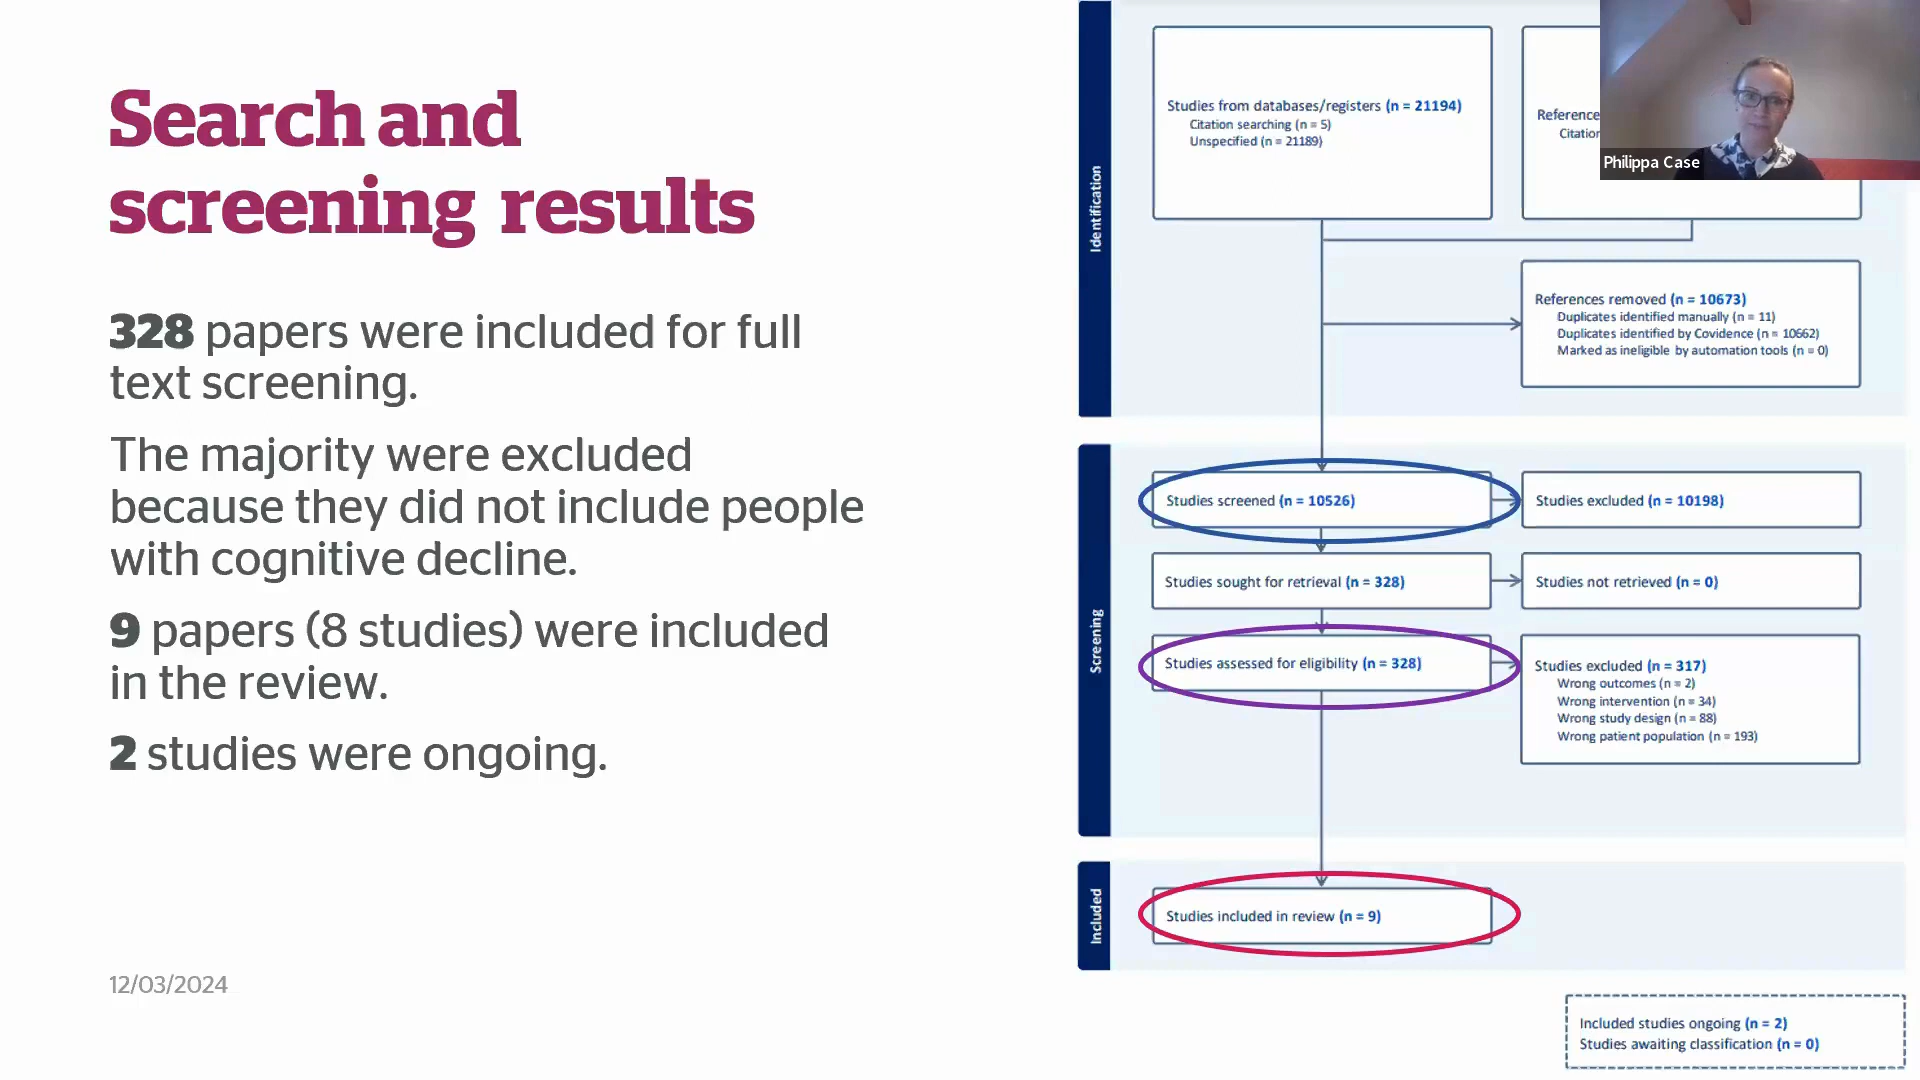 Search and
screening results
328 papers were included for full
text screening.
The majority were excluded
because they did not include people
with cognitive decline.
9 papers (8 studies) were included
in the review.
2 studies were ongoing.
12/03/2024
Identification
Studies from databases/registers (n = 21194)
Citation searching (n = 5)
Unspecified (n = 21189)
Philippa Case
References removed (n = 10673)
Duplicates identified manually (n = 11)
Duplicates identified by Covidence (n = 10662)
Marked as ineligible by automation tools (n = 0)
Screening
Studies screened (n = 10526)
Studies excluded (n = 10198)
Studies sought for retrieval (n = 328)
Studies not retrieved (n = 0)
Studies assessed for eligibility (n = 328)
Studies excluded (n = 317)
Wrong outcomes (n = 2)
Wrong intervention (n = 34)
Wrong study design (n = 88)
Wrong patient population (n = 193)
Included
Studies included in review (n = 9)
Included studies ongoing (n = 2)
Studies awaiting classification (n = 0)